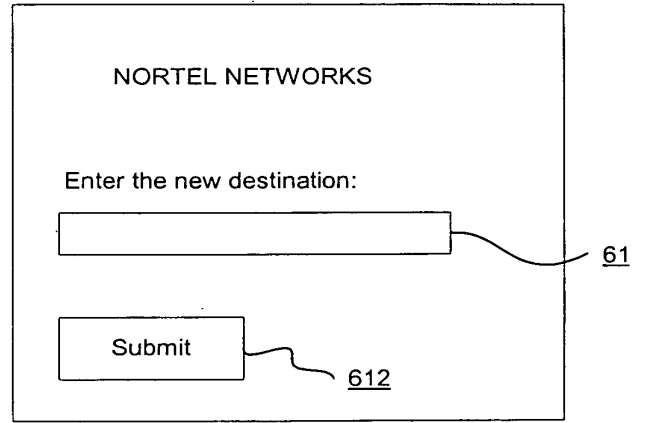 NORTEL NETWORKS
Enter the new destination:
61
Submit
612